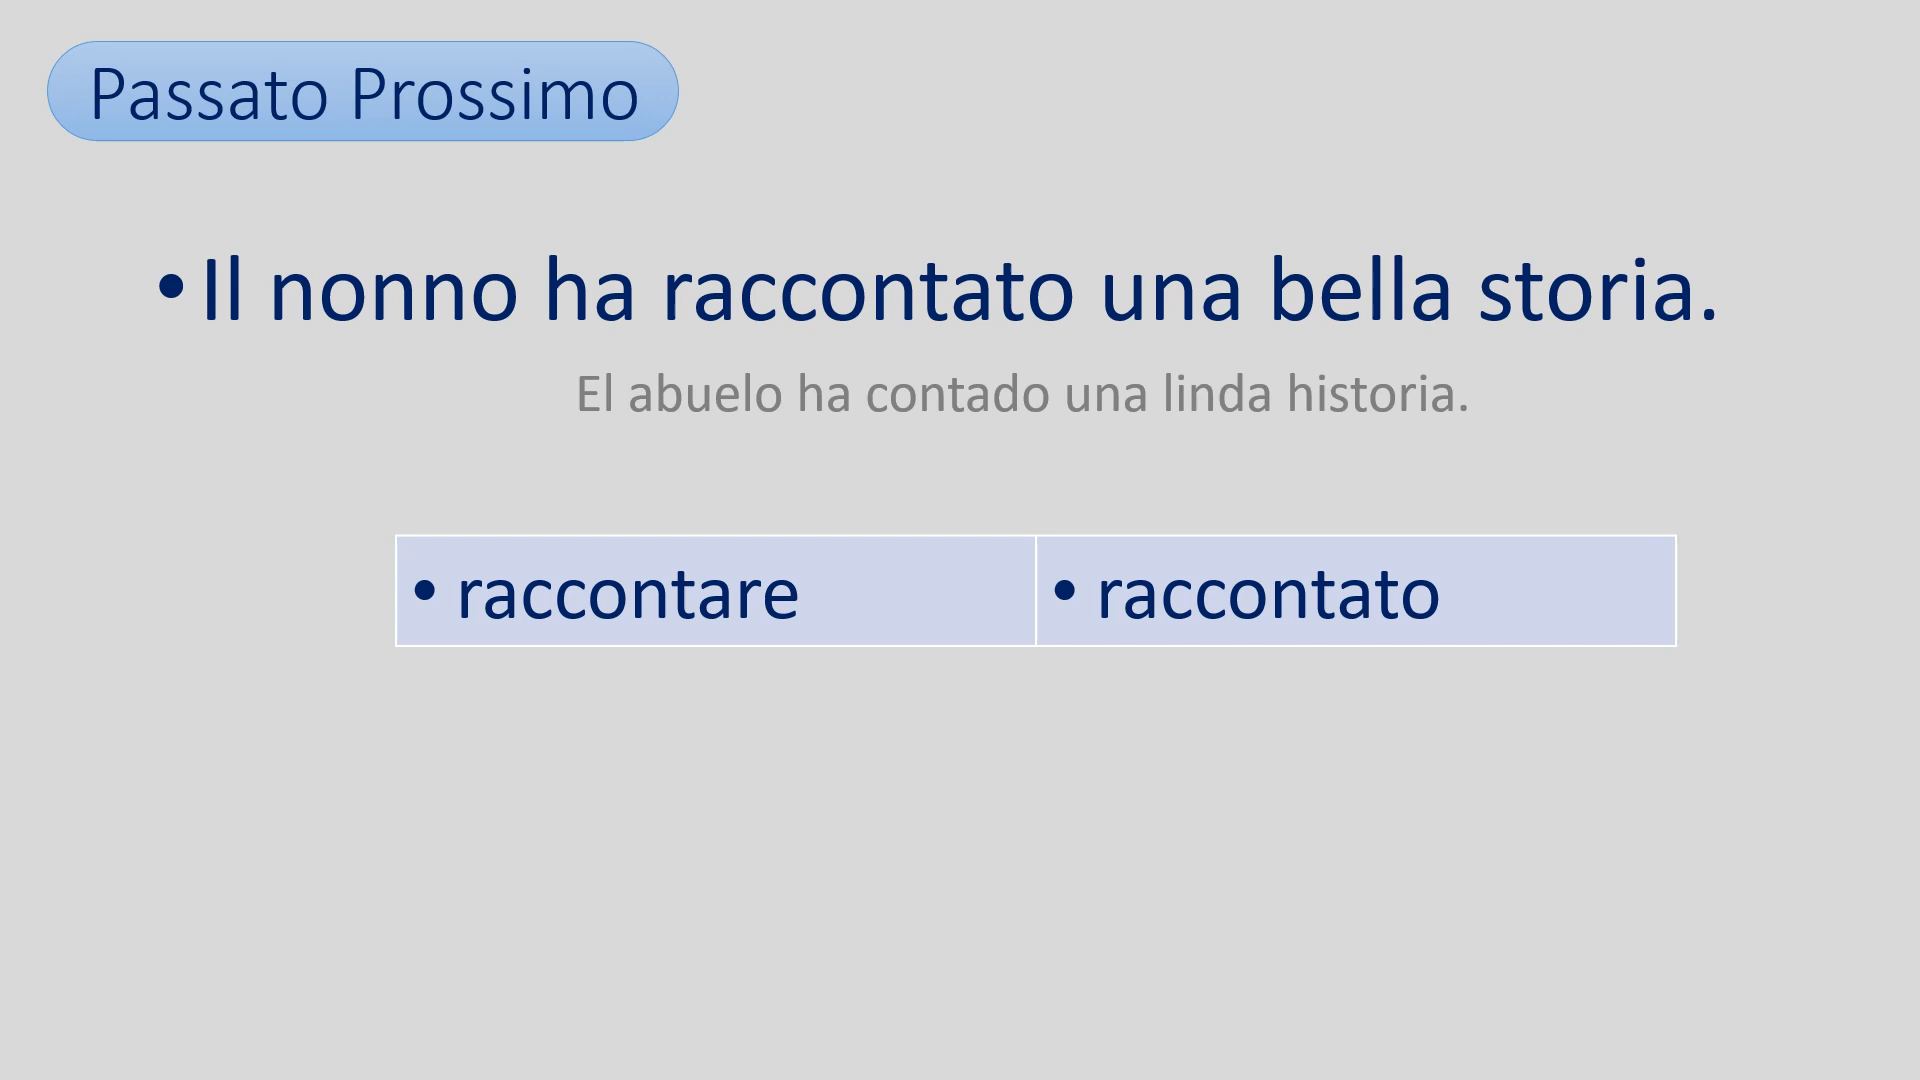 Passato Prossimo
• Il nonno ha raccontato una bella storia.
El abuelo ha contado una linda historia.
• raccontare • raccontato